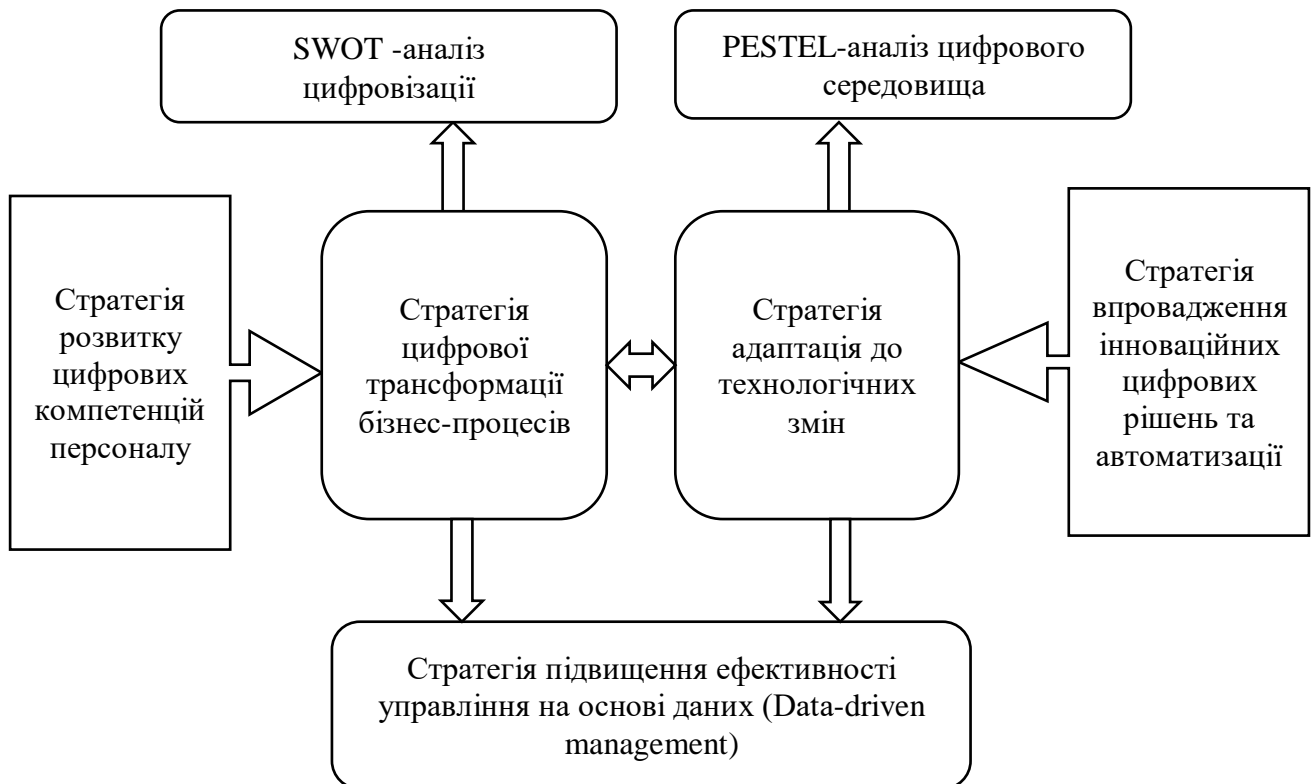 SWOT -аналіз
цифровізації
PESTEL-аналіз цифрового
середовища
Стратегія
розвитку
цифрових
компетенцій
персоналу
Стратегія
цифрової
трансформації
бізнес-процесів
Стратегія
адаптація до
технологічних
змін
Стратегія
впровадження
інноваційних
цифрових
рішень та
автоматизації
Стратегія підвищення ефективності
управління на основі даних (Data-driven
management)